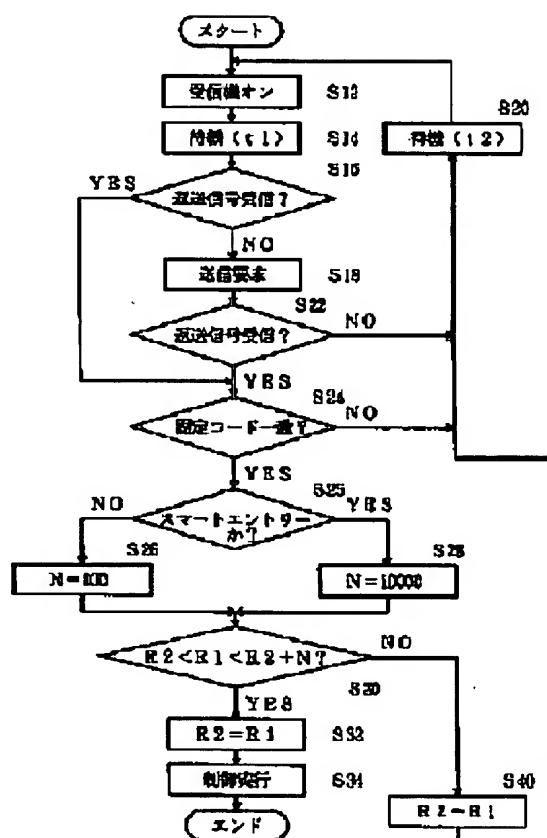 スタート
受信機オン S12
待機(t1) S14
待機(t2) S20
返送信号受信? S16
YES
NO
送信要求 S18
返送信号受信? S22
NO
YES
固定コード一致? S24
NO
YES
スマートエントリーか? S25
NO
YES
S26
S28
N=10000
R2<R1<R2+N?
NO
YES
R2=R1 S32
制御実行 S34
エンド
S40
R2=R1